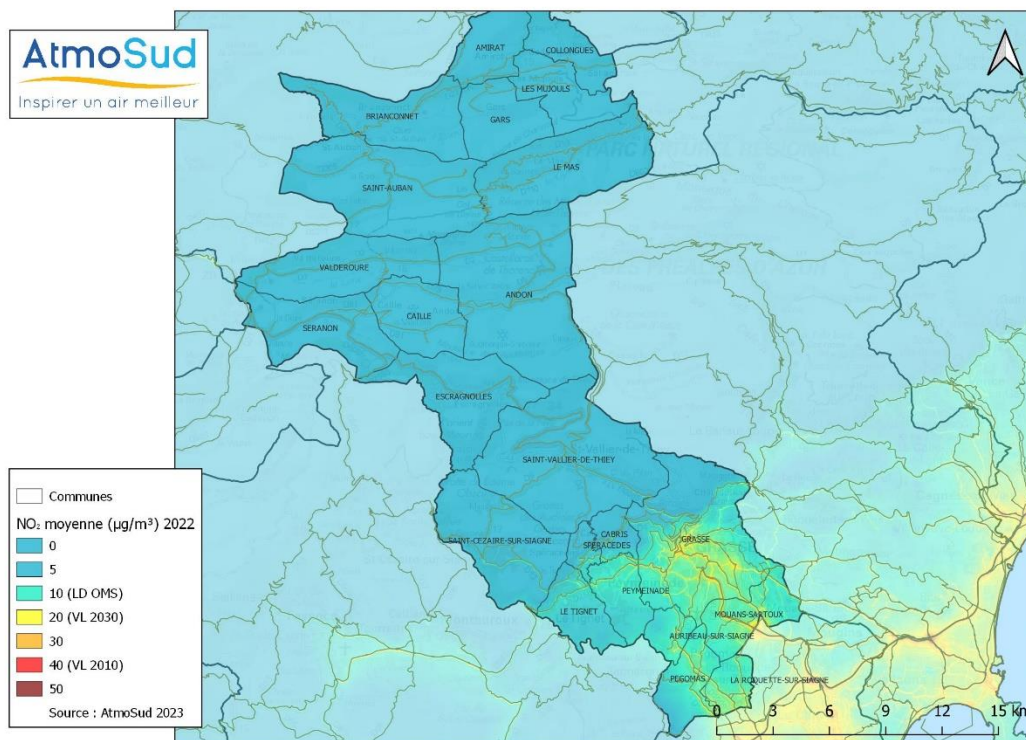 AtmoSud
Inspirer un air meilleur
AMIRAT
COLLONGUES
LES MUJOULS
BRIANCONNET
GARS
LE MAS
SAINT-AUBAN
VALDEROURE
ANDON
CAILLE
SERANON
ESCRAGNOLLES
SAINT-VALLIER-DE-THIEY
SAINT-CEZAIRE-SUR-SIAGNE
CABRIS
SPERACEDES
GRASSE
PEYMEINADE
LE TIGNET
MOUANS-SARTOUX
AURIBEAU-SUR-SIAGNE
PEGOMAS
LA ROQUETTE-SUR-SIAGNE
Communes
NO₂ moyenne (µg/m³) 2022
0
5
10 (LD OMS)
20 (VL 2030)
30
40 (VL 2010)
50
Source : AtmoSud 2023
0 3 6 9 12 15 km